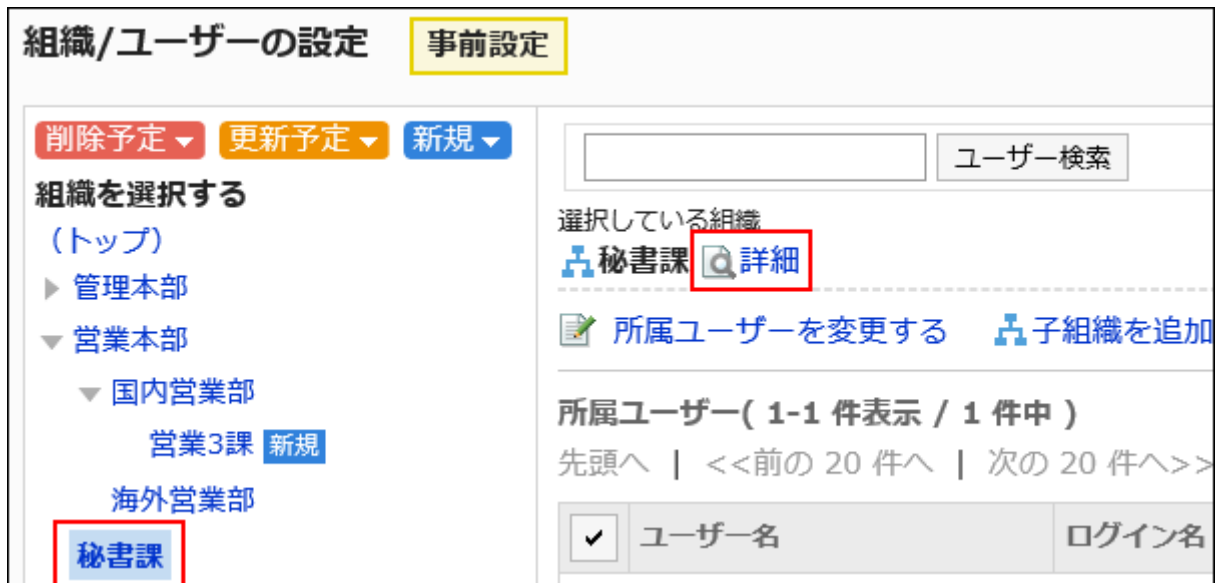 組織/ユーザーの設定 事前設定
削除予定 更新予定 新規
組織を選択する
(トップ)
管理本部
営業本部
国内営業部
営業3課 新規
海外営業部
秘書課
ユーザー検索
選択している組織
秘書課 詳細
所属ユーザーを変更する 子組織を追加
所属ユーザー( 1-1 件表示 / 1 件中 )
先頭へ | <<前の 20 件へ | 次の 20 件へ>>
ユーザー名 ログイン名